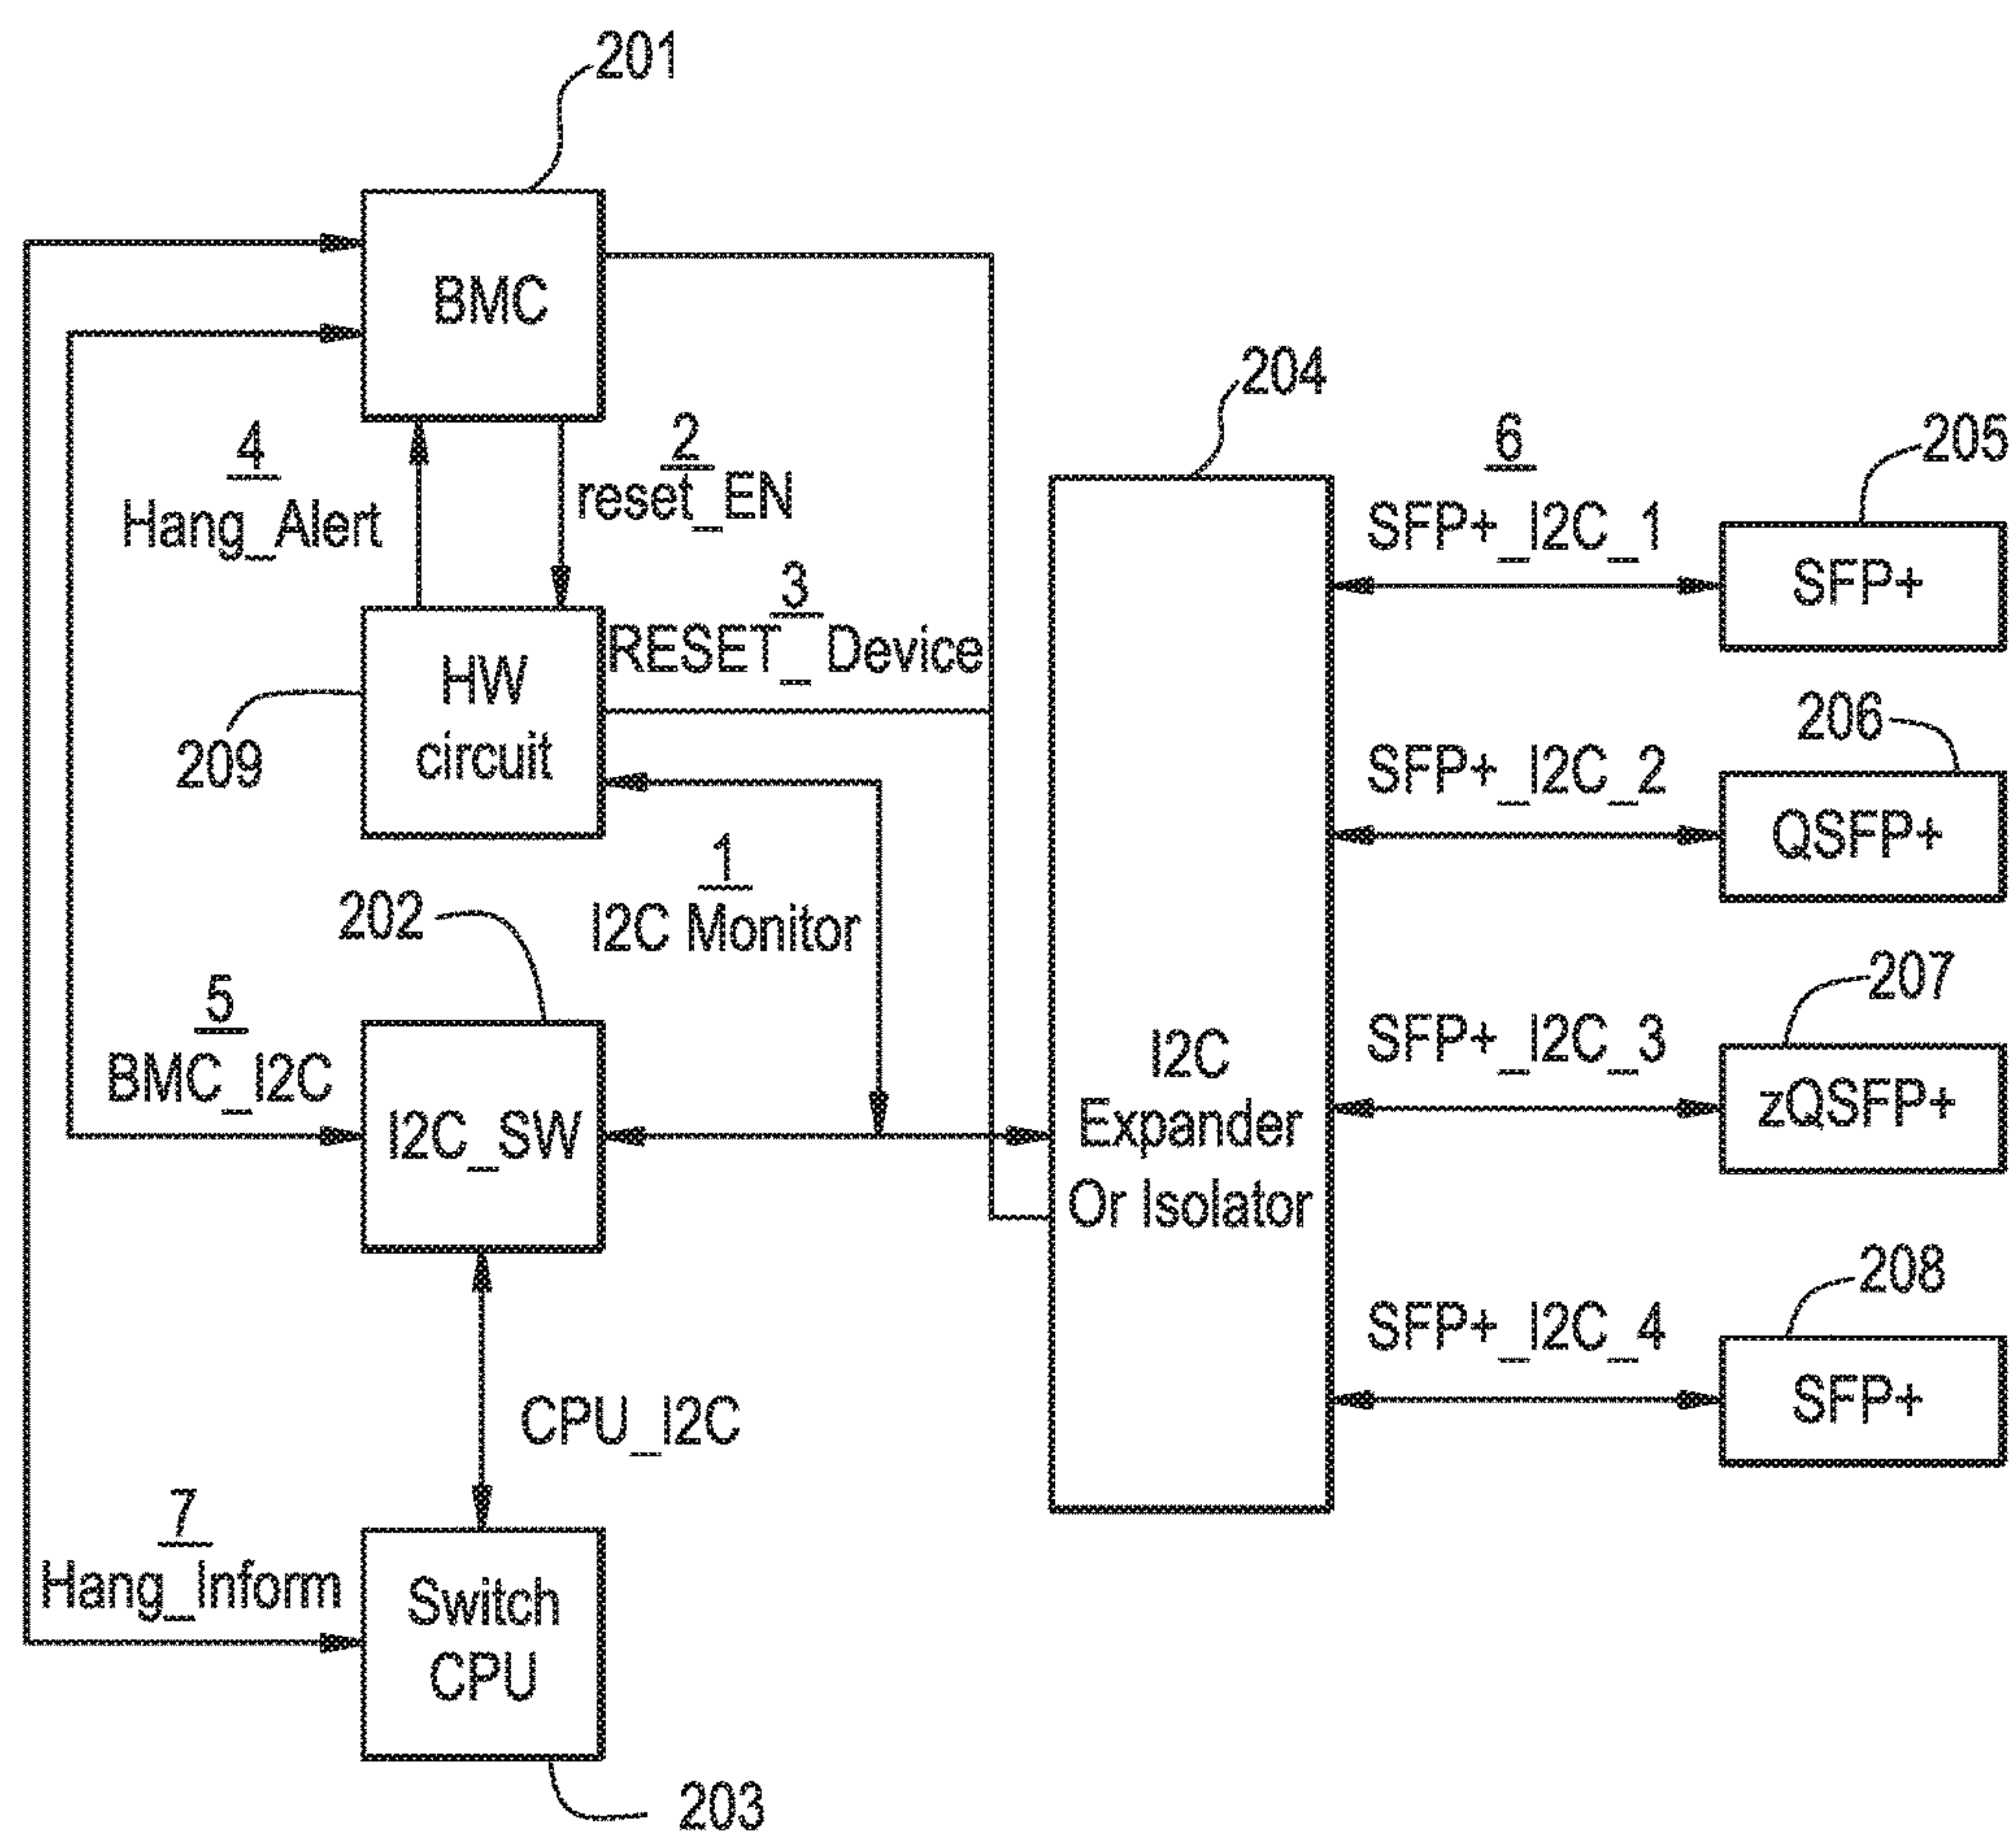 201
BMC
204
4
Hang_Alert
2
reset_EN
6
SFP+_I2C_1
205
SFP+
3
RESET_ Device
HW
circuit
209
SFP+_I2C_2
206
QSFP+
1
I2C Monitor
202
5
BMC_I2C
I2C_SW
I2C
Expander
Or Isolator
SFP+_I2C_3
207
zQSFP+
SFP+_I2C_4
208
SFP+
CPU_I2C
7
Hang_Inform
Switch
CPU
203